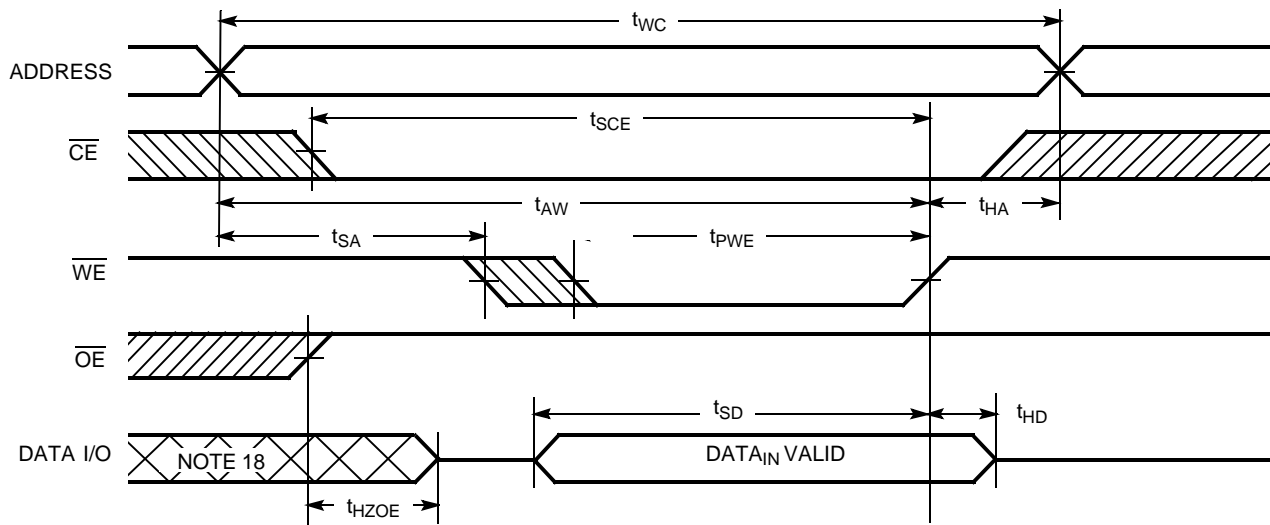 tWC
ADDRESS
tSCE
CE
tAW
tHA
tSA
tPWE
WE
OE
tSD
tHD
DATA I/O
NOTE 18
DATAIN VALID
tHZOE